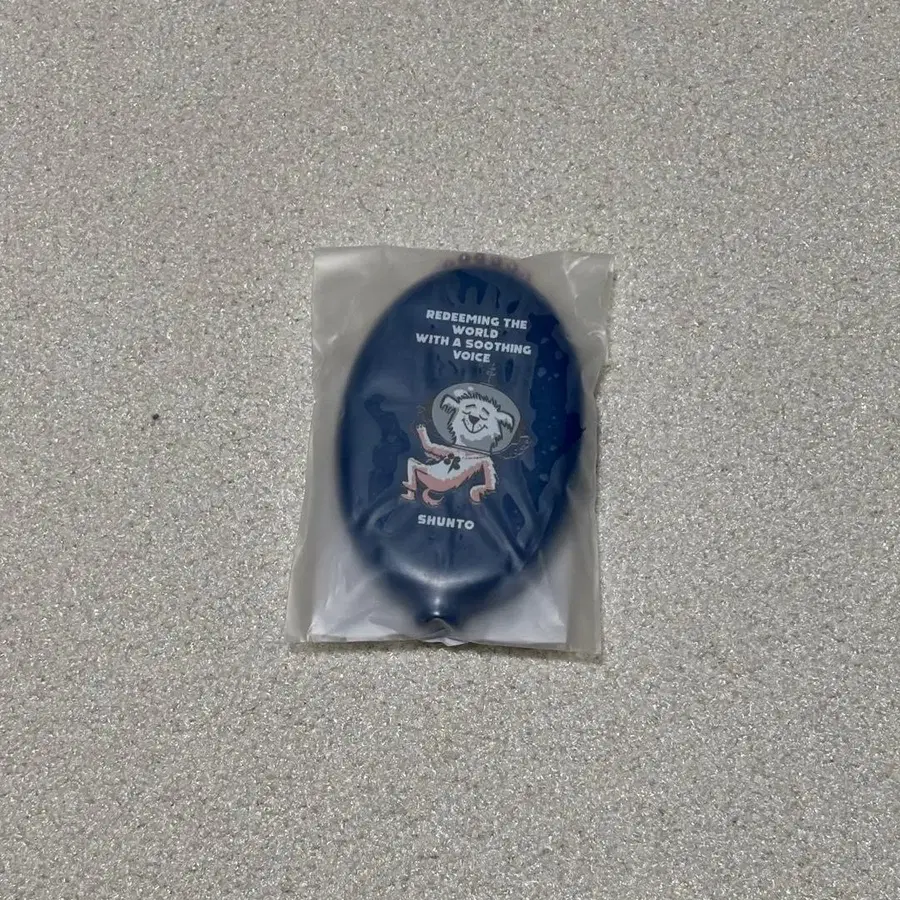 REDEEMING THE
WORLD
WITH A SOOTHING
VOICE
SHUNTO